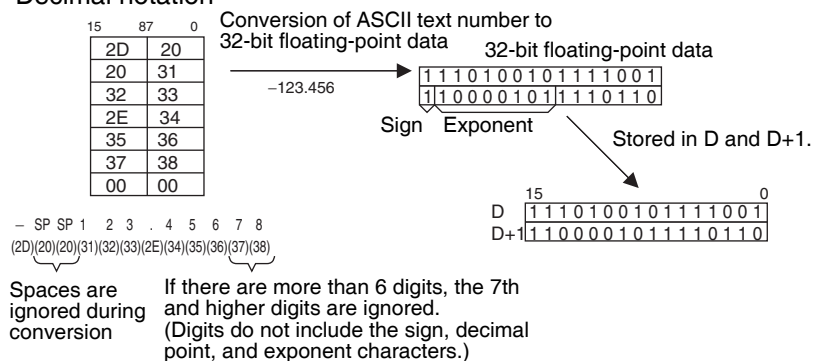 Decimal notation
15 87 0
2D 20
20 31
32 33
2E 34
35 36
37 38
00 00
Conversion of ASCII text number to
32-bit floating-point data
−123.456
32-bit floating-point data
1 1 1 0 1 0 0 1 0 1 1 1 1 0 0 1
1 1 0 0 0 0 1 0 1 1 1 1 0 1 1 0
Sign Exponent
Stored in D and D+1.
15 0
D 1 1 1 0 1 0 0 1 0 1 1 1 1 0 0 1
D+1 1 1 0 0 0 0 1 0 1 1 1 1 0 1 1 0
− SP SP 1 2 3 . 4 5 6 7 8
(2D)(20)(20)(31)(32)(33)(2E)(34)(35)(36)(37)(38)
Spaces are
ignored during
conversion
If there are more than 6 digits, the 7th
and higher digits are ignored.
(Digits do not include the sign, decimal
point, and exponent characters.)